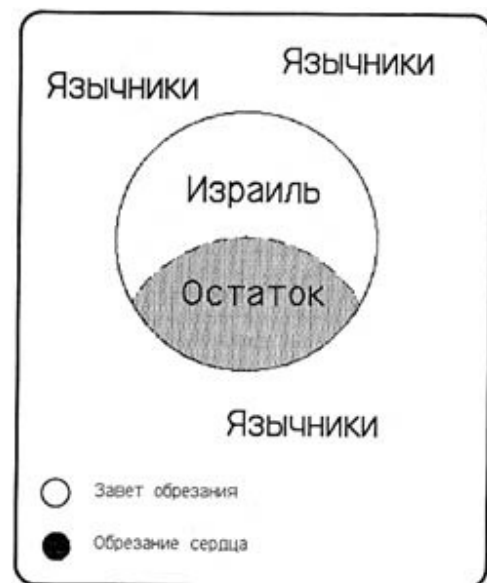 Язычники
Язычники
Израиль
Остаток
Язычники
Завет обрезания
Обрезание сердца